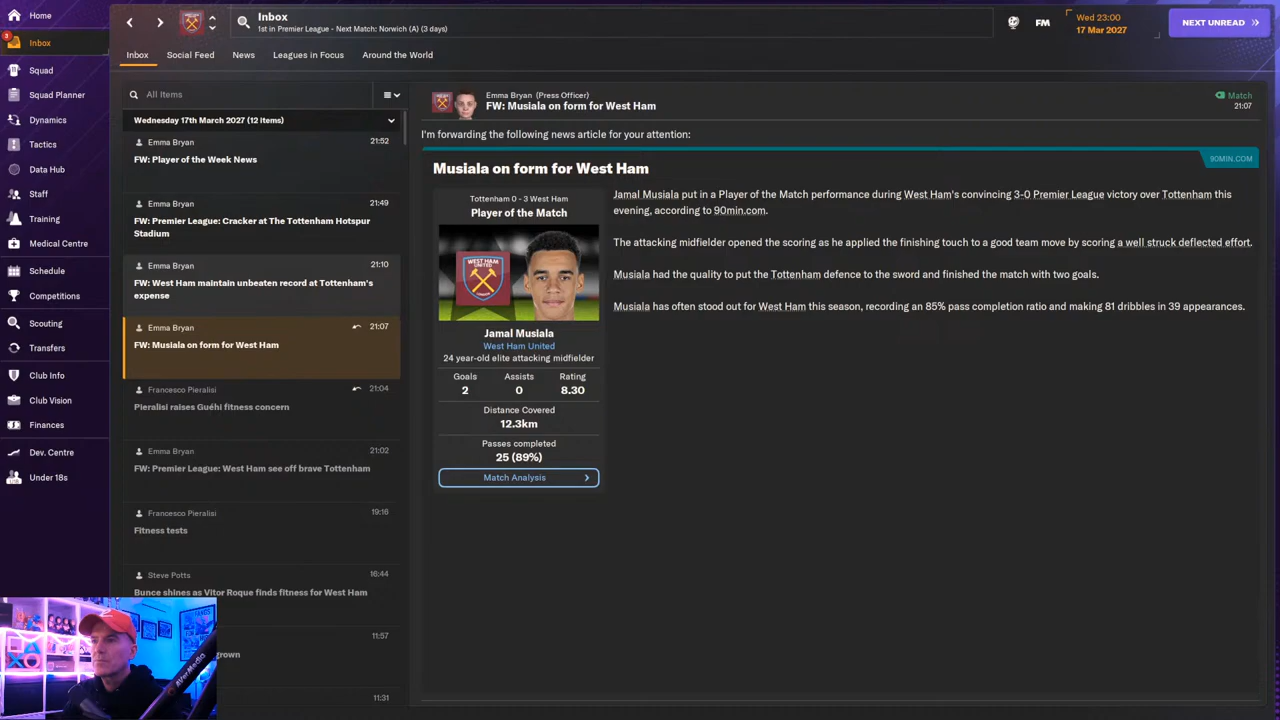 Home
3
Inbox
Squad
Squad Planner
Dynamics
Tactics
Data Hub
Staff
Training
Medical Centre
Schedule
Competitions
Scouting
Transfers
Club Info
Club Vision
Finances
Dev. Centre
Under 18s
Inbox
1st in Premier League - Next Match: Norwich (A) (3 days)
FM
Wed 23:00
17 Mar 2027
NEXT UNREAD
Inbox
Social Feed
News
Leagues in Focus
Around the World
All Items
Wednesday 17th March 2027 (12 items)
Emma Bryan 21:52
FW: Player of the Week News
Emma Bryan 21:49
FW: Premier League: Cracker at The Tottenham Hotspur
Stadium
Emma Bryan 21:10
FW: West Ham maintain unbeaten record at Tottenham's
expense
Emma Bryan 21:07
FW: Musiala on form for West Ham
Francesco Pieralisi 21:04
Pieralisi raises Guéhi fitness concern
Emma Bryan 21:02
FW: Premier League: West Ham see off brave Tottenham
Francesco Pieralisi 19:16
Fitness tests
Steve Potts 16:44
Bunce shines as Vitor Roque finds fitness for West Ham
11:57
grown
11:31
Emma Bryan (Press Officer)
FW: Musiala on form for West Ham
Match
21:07
I'm forwarding the following news article for your attention:
90MIN.COM
Musiala on form for West Ham
Tottenham 0 - 3 West Ham
Player of the Match
WEST HAM
UNITED
Jamal Musiala
West Ham United
24 year-old elite attacking midfielder
Goals Assists Rating
2 0 8.30
Distance Covered
12.3km
Passes completed
25 (89%)
Match Analysis
Jamal Musiala put in a Player of the Match performance during West Ham's convincing 3-0 Premier League victory over Tottenham this
evening, according to 90min.com.
The attacking midfielder opened the scoring as he applied the finishing touch to a good team move by scoring a well struck deflected effort.
Musiala had the quality to put the Tottenham defence to the sword and finished the match with two goals.
Musiala has often stood out for West Ham this season, recording an 85% pass completion ratio and making 81 dribbles in 39 appearances.
AVerMedia